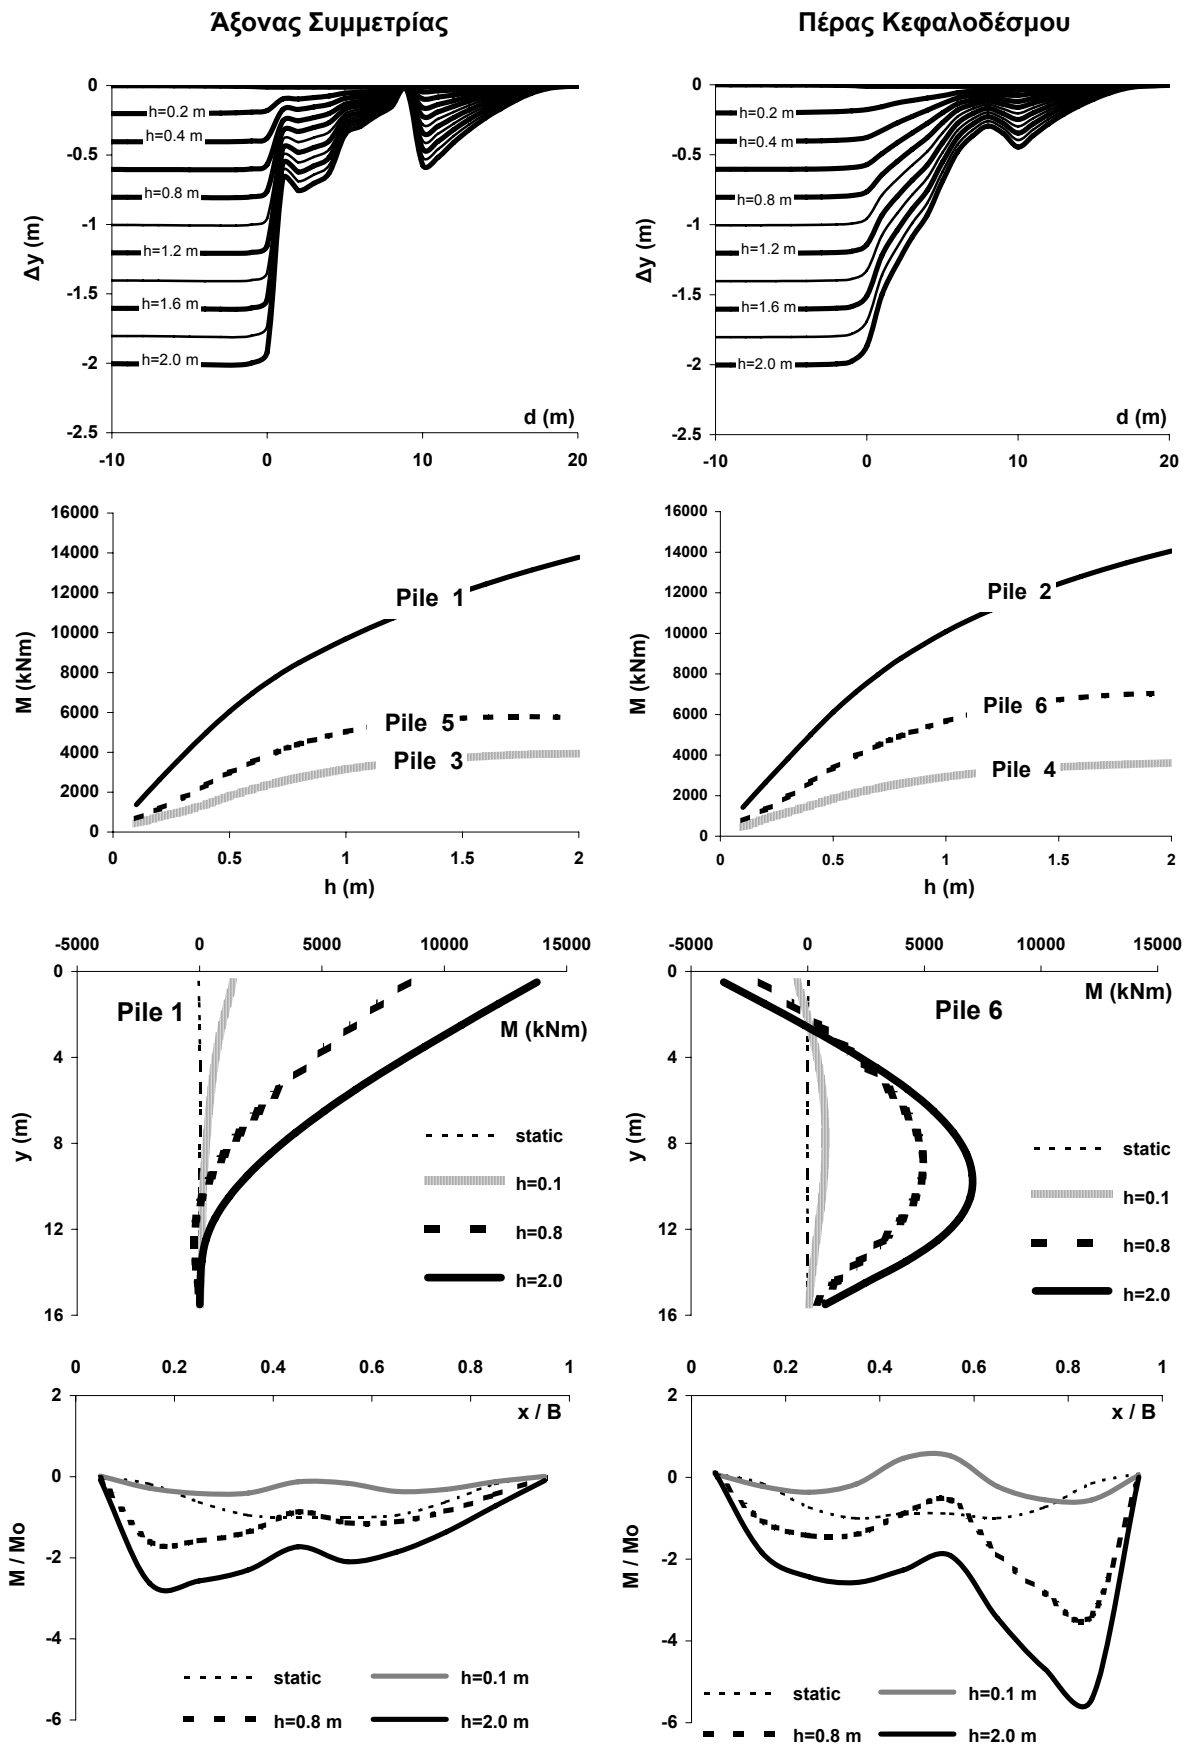 Άξονας Συμμετρίας
Πέρας Κεφαλοδέσμου
0
-0.5
-1
-1.5
-2
-2.5
Δy (m)
h=0.2 m
h=0.4 m
h=0.8 m
h=1.2 m
h=1.6 m
h=2.0 m
d (m)
-10 0 10 20
0
-0.5
-1
-1.5
-2
-2.5
Δy (m)
h=0.2 m
h=0.4 m
h=0.8 m
h=1.2 m
h=1.6 m
h=2.0 m
d (m)
-10 0 10 20
16000
14000
12000
10000
8000
6000
4000
2000
0
M (kNm)
Pile 1
Pile 5
Pile 3
0 0.5 1 1.5 2
h (m)
16000
14000
12000
10000
8000
6000
4000
2000
0
M (kNm)
Pile 2
Pile 6
Pile 4
0 0.5 1 1.5 2
h (m)
-5000 0 5000 10000 15000
0
4
8
12
16
y (m)
Pile 1
M (kNm)
static
h=0.1
h=0.8
h=2.0
-5000 0 5000 10000 15000
0
4
8
12
16
y (m)
M (kNm)
Pile 6
static
h=0.1
h=0.8
h=2.0
0 0.2 0.4 0.6 0.8 1
2
0
-2
-4
-6
M / Mo
x / B
static
h=0.1 m
h=0.8 m
h=2.0 m
0 0.2 0.4 0.6 0.8 1
2
0
-2
-4
-6
M / Mo
x / B
static
h=0.1 m
h=0.8 m
h=2.0 m